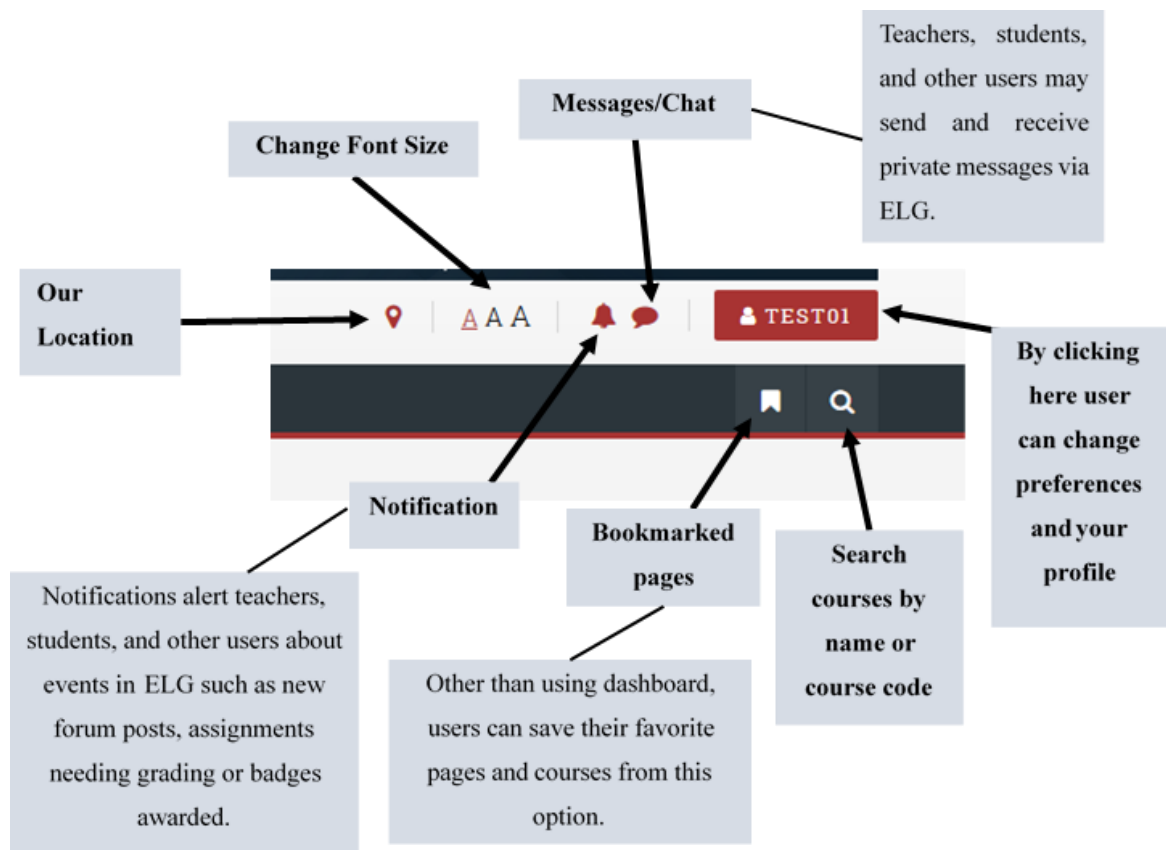 Teachers, students,
and other users may
send and receive
private messages via
ELG.
Messages/Chat
Change Font Size
Our
Location
A A A
TEST01
By clicking
here user
can change
preferences
and your
profile
Notification
Bookmarked
pages
Search
courses by
name or
course code
Notifications alert teachers,
students, and other users about
events in ELG such as new
forum posts, assignments
needing grading or badges
awarded.
Other than using dashboard,
users can save their favorite
pages and courses from this
option.